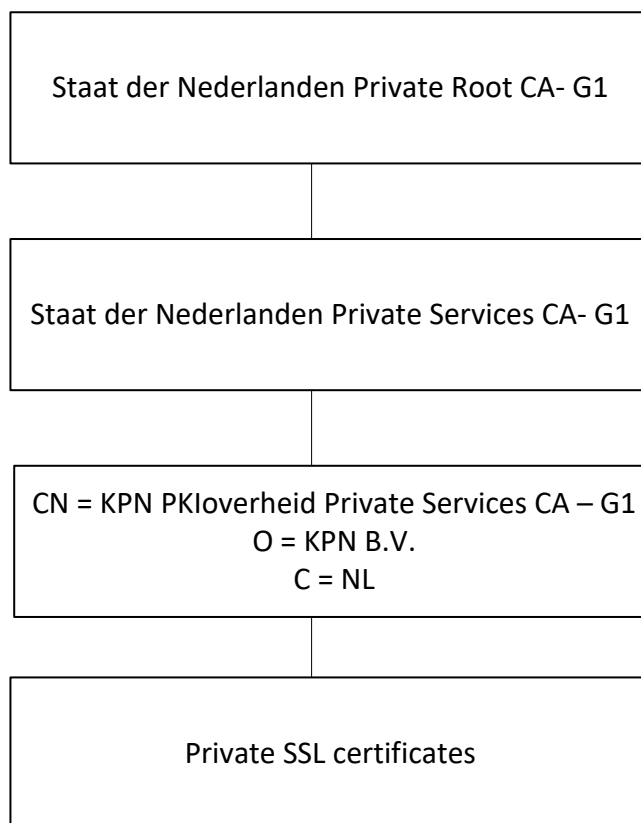 Staat der Nederlanden Private Root CA- G1
Staat der Nederlanden Private Services CA- G1
CN = KPN PKIoverheid Private Services CA – G1
O = KPN B.V.
C = NL
Private SSL certificates